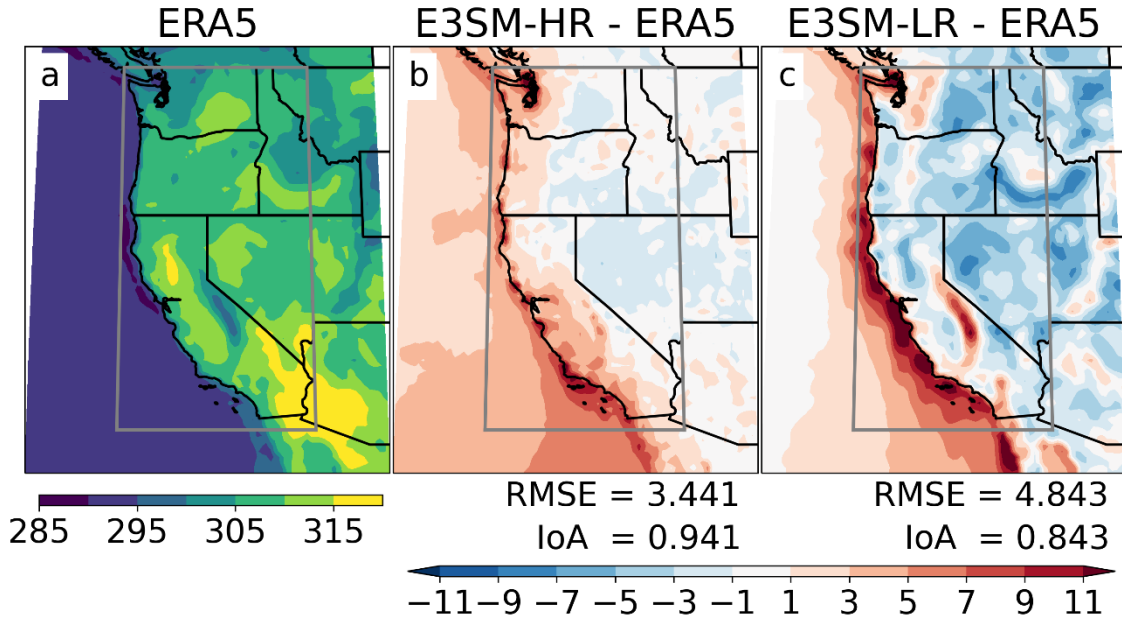 ERA5
E3SM-HR - ERA5
E3SM-LR - ERA5
a
b
c
285 295 305 315
RMSE = 3.441
IoA = 0.941
RMSE = 4.843
IoA = 0.843
−11 −9 −7 −5 −3 −1 1 3 5 7 9 11